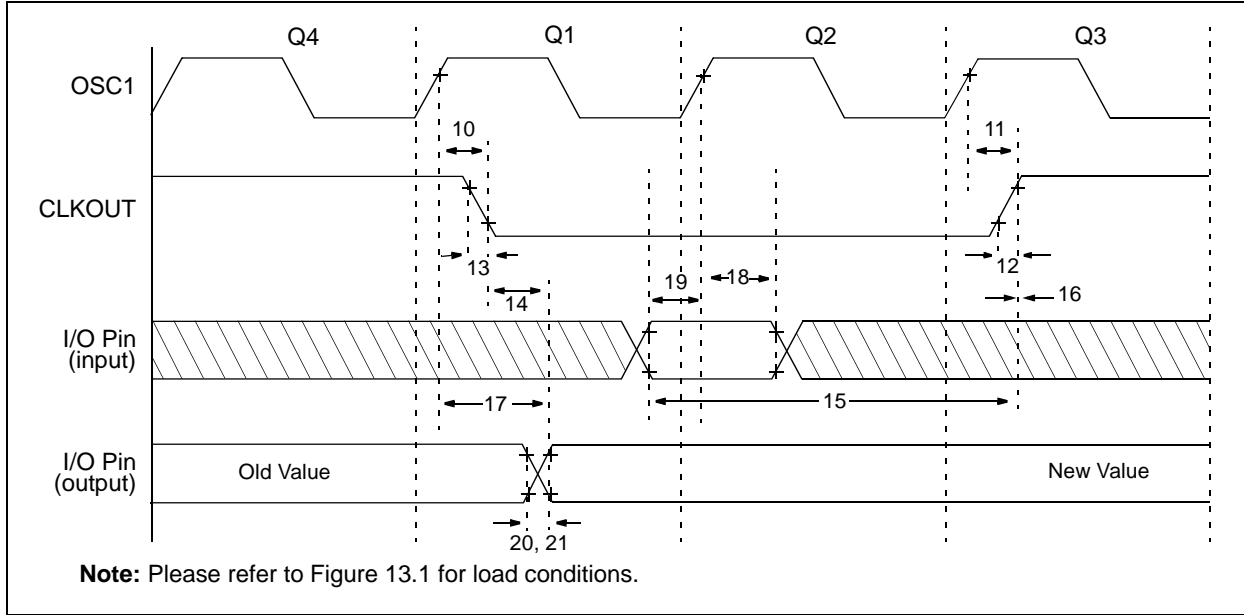 Q4 Q1 Q2 Q3
OSC1
10 11
CLKOUT
13 12
14 19 18 16
I/O Pin
(input)
17 15
I/O Pin
(output)
Old Value New Value
20, 21
Note: Please refer to Figure 13.1 for load conditions.